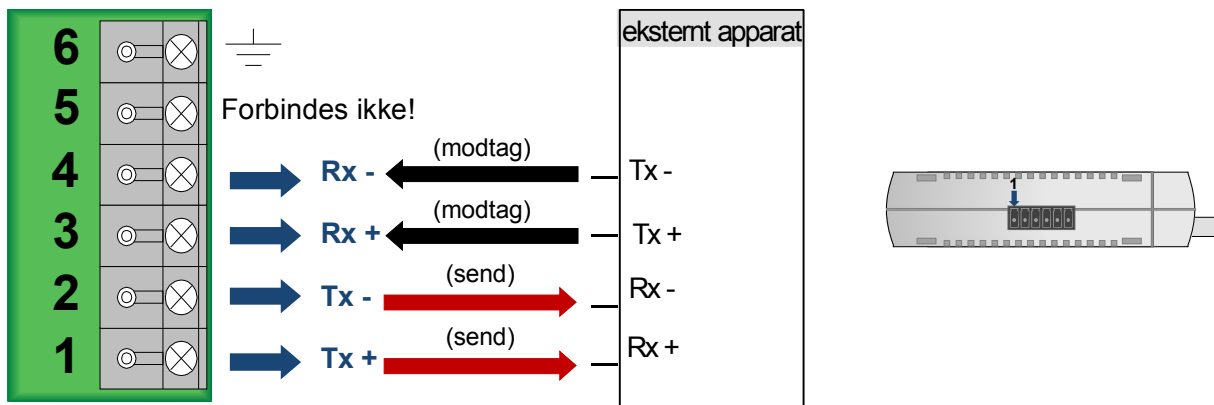 6
eksternt apparat
5 Forbindes ikke!
4 Rx - (modtag) Tx -
3 Rx + (modtag) Tx +
2 Tx - (send) Rx -
1 Tx + (send) Rx +
1